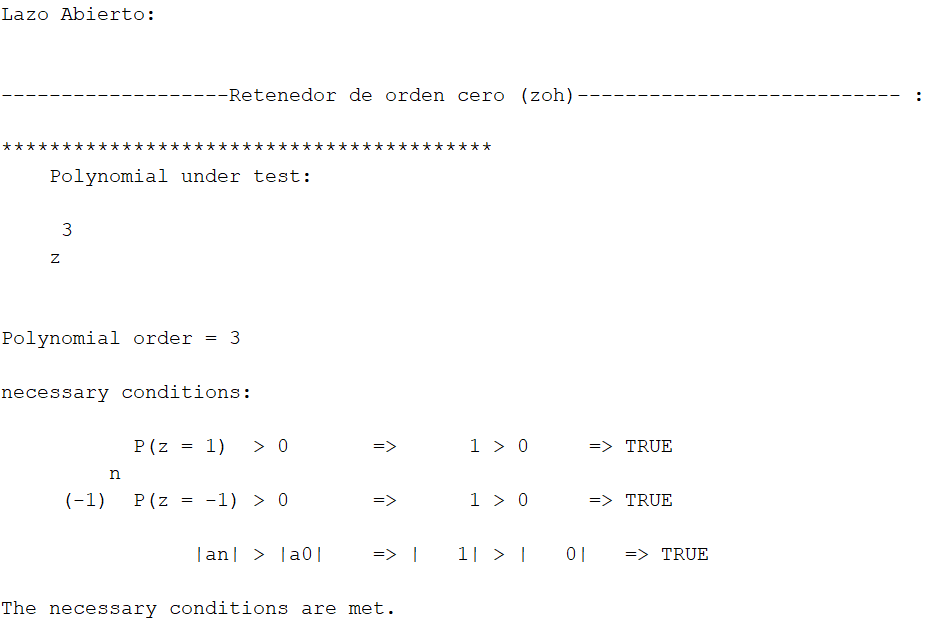 Lazo Abierto:
-------------------Retenedor de orden cero (zoh)--------------------------- :
*****************************************
Polynomial under test:
3
z
Polynomial order = 3
necessary conditions:
P(z = 1)  > 0       =>      1 > 0     => TRUE
n
(-1)  P(z = -1) > 0       =>      1 > 0     => TRUE
|an| > |a0|    => |   1| > |   0|   => TRUE
The necessary conditions are met.